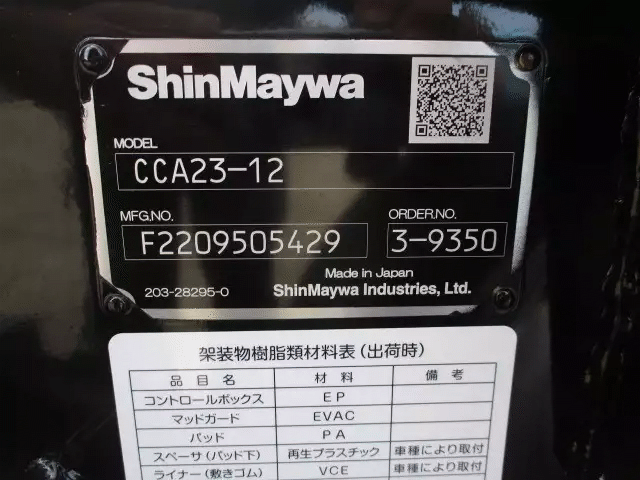 ShinMaywa
MODEL
CCA23-12
MFG.NO. ORDER.NO.
F2209505429 3-9350
Made in Japan
203-28295-0 ShinMaywa Industries, Ltd.
架装物樹脂類材料表(出荷時)
品目名 材料 備考
コントロールボックス EP
マッドガード EVAC
パッド PA
スペーサ(パッド下) 再生プラスチック 車種により取付
ライナー(敷きゴム) VCE 車種により取付